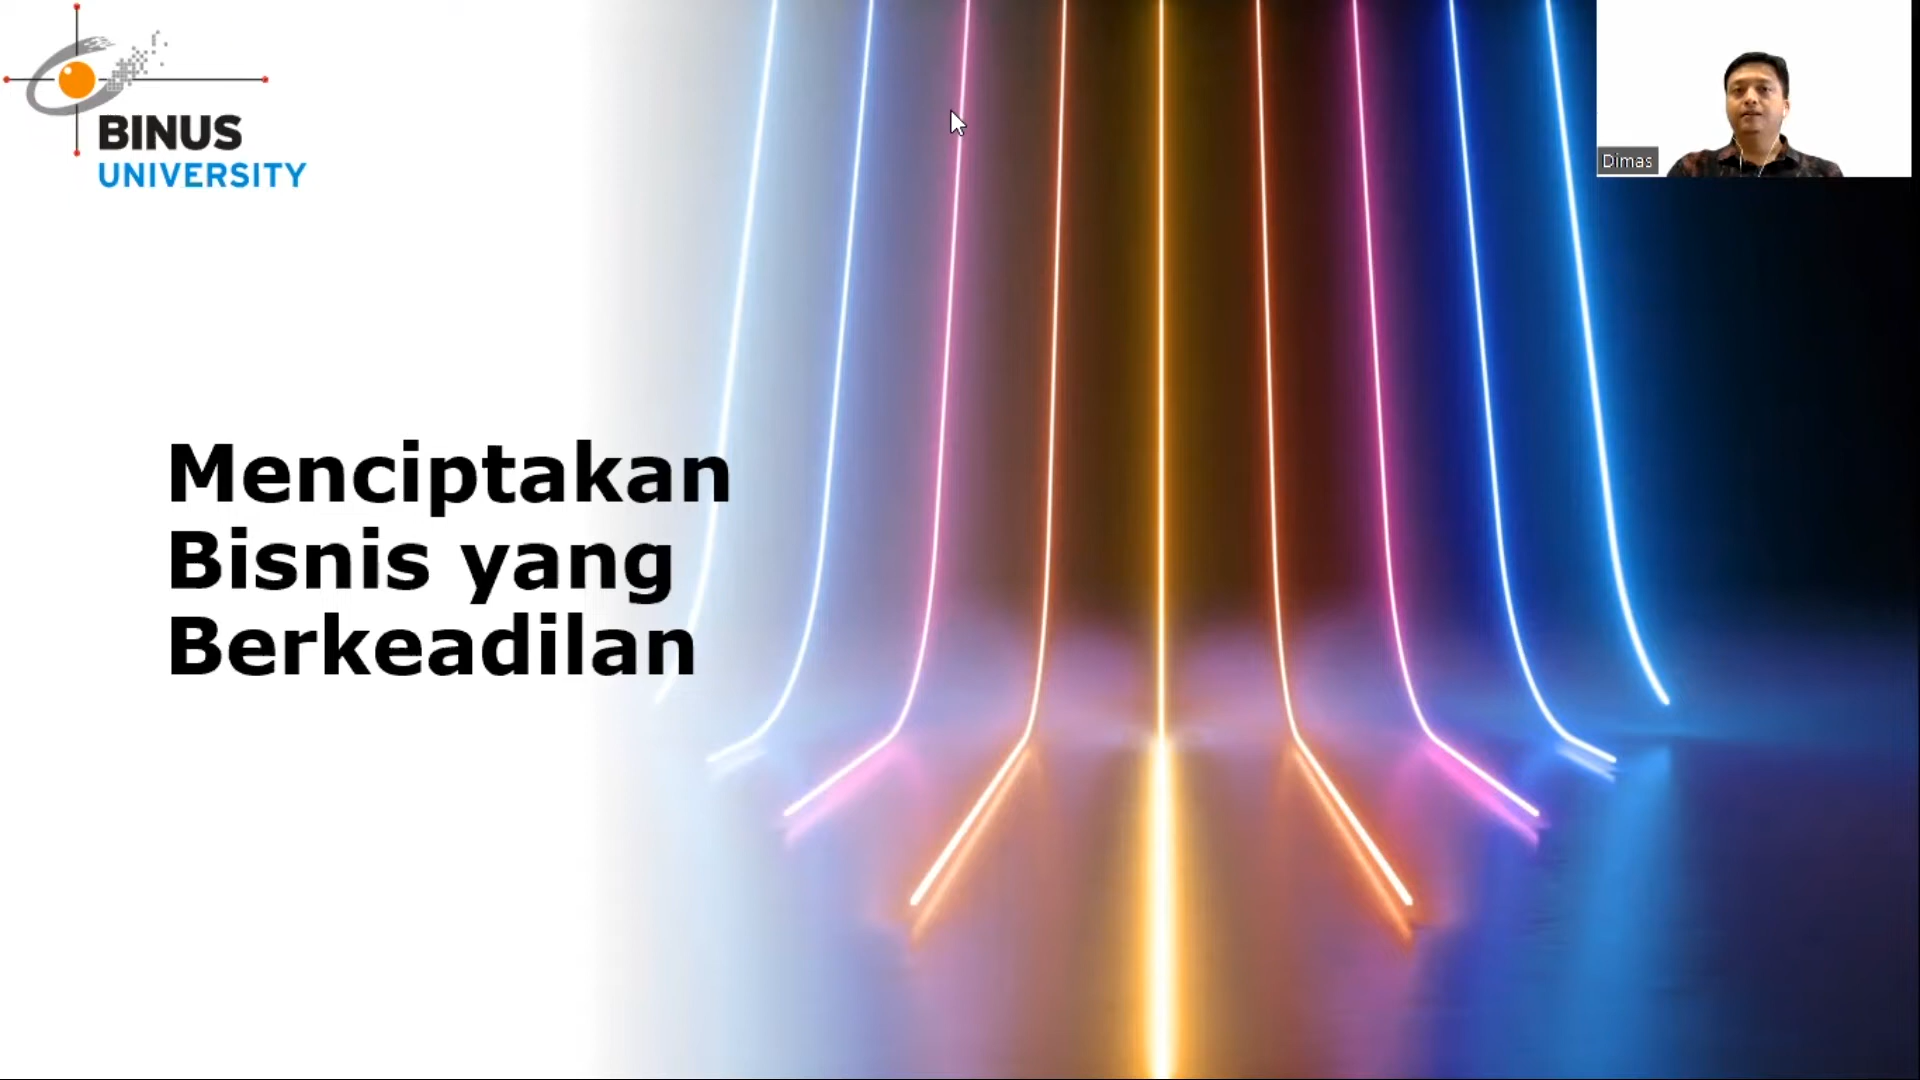 BINUS
UNIVERSITY
Dimas
Menciptakan
Bisnis yang
Berkeadilan